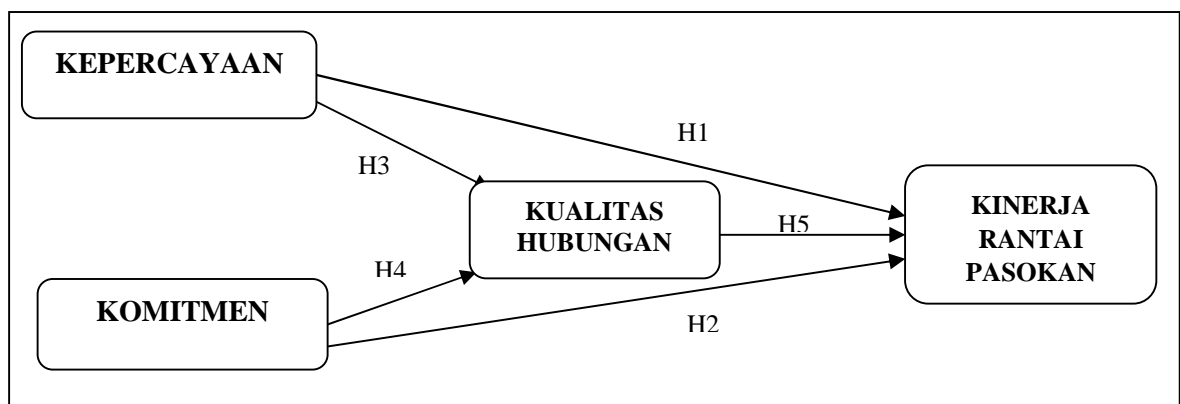 KEPERCAYAAN
H1
H3
KUALITAS
HUBUNGAN
H5
KINERJA
RANTAI
PASOKAN
H4
KOMITMEN
H2